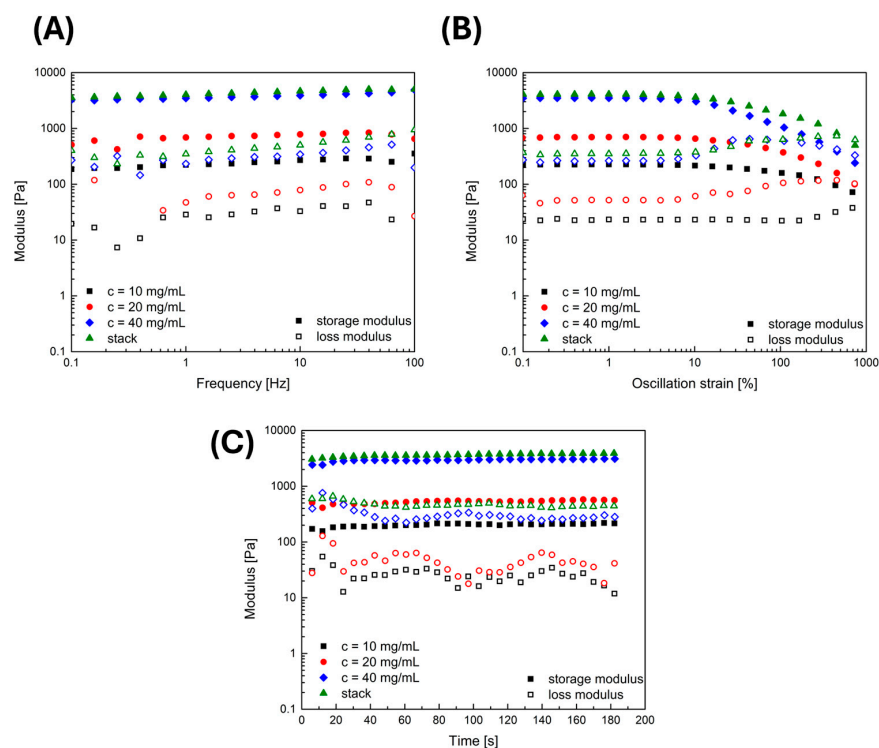 (A)
10000
1000
100
10
1
0.1
Modulus [Pa]
c = 10 mg/mL
c = 20 mg/mL
c = 40 mg/mL
stack
storage modulus
loss modulus
0.1 1 10 100
Frequency [Hz]
(B)
10000
1000
100
10
1
0.1
Modulus [Pa]
c = 10 mg/mL
c = 20 mg/mL
c = 40 mg/mL
stack
storage modulus
loss modulus
0.1 1 10 100 1000
Oscillation strain [%]
(C)
10000
1000
100
10
1
0.1
Modulus [Pa]
c = 10 mg/mL
c = 20 mg/mL
c = 40 mg/mL
stack
storage modulus
loss modulus
0 20 40 60 80 100 120 140 160 180 200
Time [s]